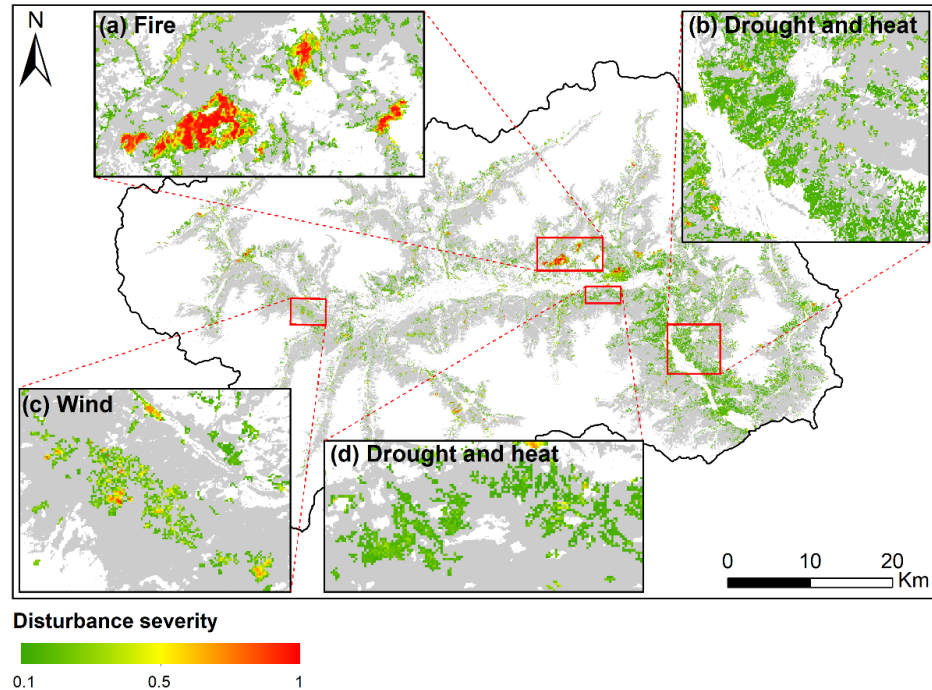 N
(a) Fire
(b) Drought and heat
(c) Wind
(d) Drought and heat
0 10 20
Km
Disturbance severity
0.1 0.5 1